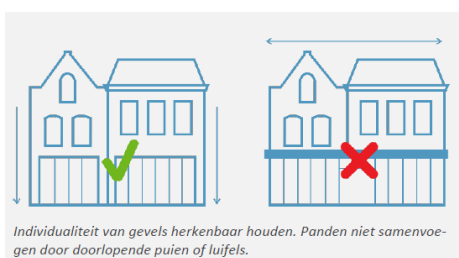 Individualiteit van gevels herkenbaar houden. Panden niet samenvoe-
gen door doorlopende puien of luifels.